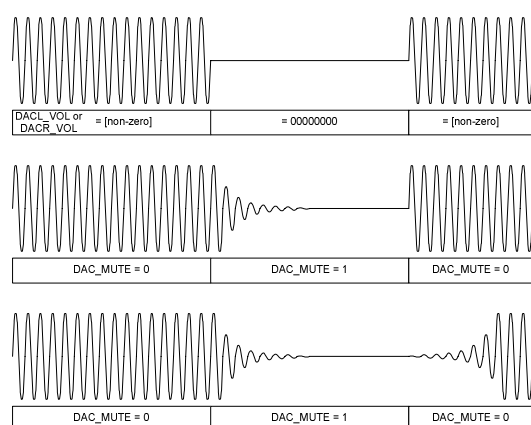 DACL_VOL or
DACR_VOL = [non-zero]
= 00000000
= [non-zero]
DAC_MUTE = 0
DAC_MUTE = 1
DAC_MUTE = 0
DAC_MUTE = 0
DAC_MUTE = 1
DAC_MUTE = 0